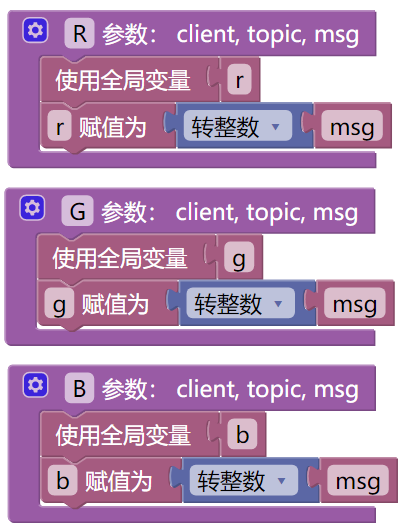 R 参数： client, topic, msg
使用全局变量 r
r 赋值为 转整数 msg
G 参数： client, topic, msg
使用全局变量 g
g 赋值为 转整数 msg
B 参数： client, topic, msg
使用全局变量 b
b 赋值为 转整数 msg